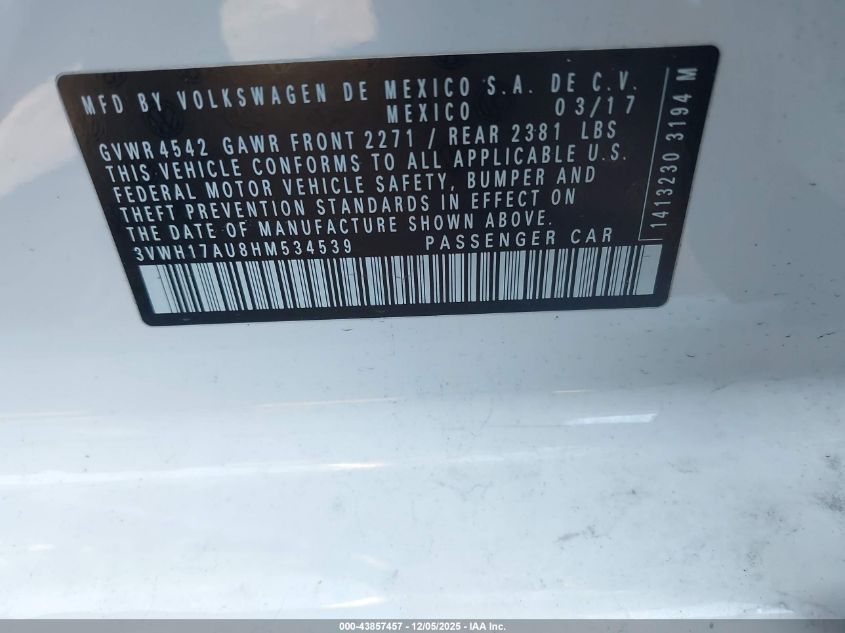 MFD BY VOLKSWAGEN DE MEXICO S.A. DE C.V.
MEXICO 03/17
GVWR 4542 GAWR FRONT 2271 / REAR 2381 LBS
THIS VEHICLE CONFORMS TO ALL APPLICABLE U.S.
FEDERAL MOTOR VEHICLE SAFETY, BUMPER AND
THEFT PREVENTION STANDARDS IN EFFECT ON
THE DATE OF MANUFACTURE SHOWN ABOVE.
3VWH17AU8HM534539 PASSENGER CAR
1413230 3194 M
000-43857457 - 12/05/2025 - IAA Inc.